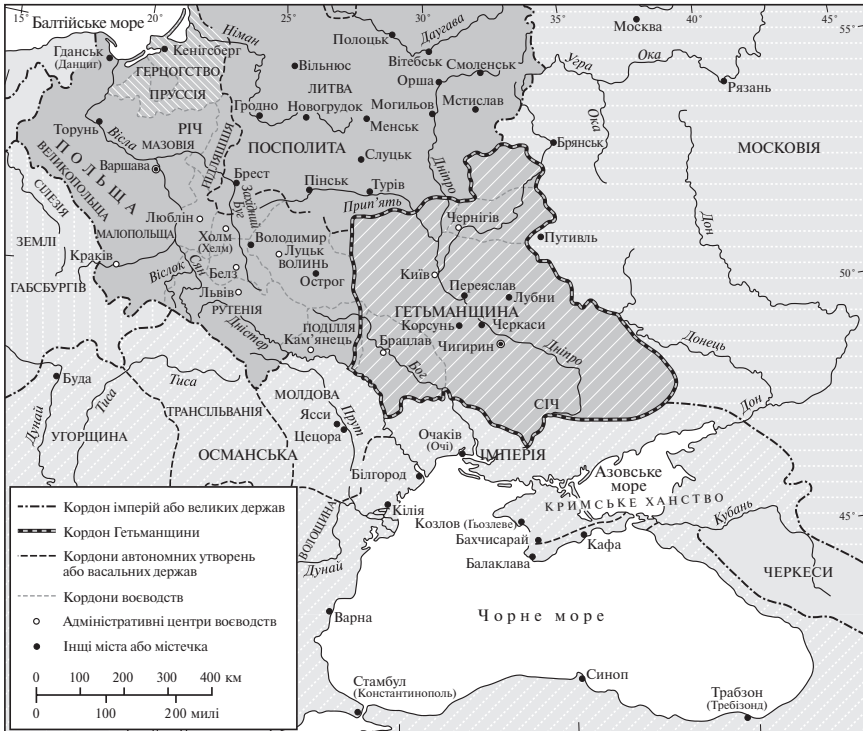 15°
20°
25°
30°
35°
40°
45°
Балтійське море
Німан
Полоцьк
Даугава
Москва
Гданськ
(Данциг)
Кенігсберг
Вільнюс
Вітебськ
Смоленськ
Угра
Ока
ГЕРЦОГСТВО
ПРУССІЯ
ЛИТВА
Орша
Рязань
Гродно
Новогрудок
Могильов
Мстислав
Ока
Торунь
Вісла
РІЧ
Менськ
Брянськ
МАЗОВІЯ
ПОСПОЛИТА
МОСКОВІЯ
ПОЛЬЩА
ВЕЛИКОПОЛЬЩА
Варшава
ПІДЛЯШШЯ
Слуцьк
Дніпро
СІЛЕЗІЯ
Брест
Пінськ
Турів
Західний
Буг
Прип'ять
Дон
Люблін
Чернігів
МАЛОПОЛЬЩА
Холм
(Хелм)
Володимир
Путивль
ЗЕМЛІ
Луцьк
ВОЛИНЬ
Краків
Віслок
Сян
Белз
Острог
Київ
50°
ГАБСБУРГІВ
Львів
Переяслав
Лубни
РУТЕНІЯ
ГЕТЬМАНЩИНА
Дністер
ПОДІЛЛЯ
Корсунь
Черкаси
Кам'янець
Брацлав
Чигирин
Донець
Буда
Тиса
Бог
Дніпро
Тиса
МОЛДОВА
Дон
Дунай
ТРАНСІЛЬВАНІЯ
Ясси
Прут
СІЧ
УГОРЩИНА
Цецора
Очаків
(Очі)
ОСМАНСЬКА
ІМПЕРІЯ
Білгород
Азовське
море
КРИМСЬКЕ ХАНСТВО
Кілія
Козлов (Ґьозлеве)
Кубань
45°
ВОЛОЩИНА
Бахчисарай
Кафа
Дунай
Балаклава
ЧЕРКЕСИ
Варна
Чорне море
Стамбул
(Константинополь)
Синоп
Трабзон
(Требізонд)
Кордон імперій або великих держав
Кордон Гетьманщини
Кордони автономних утворень
або васальних держав
Кордони воєводств
Адміністративні центри воєводств
Інщі міста або містечка
0 100 200 300 400 км
0 100 200 милі